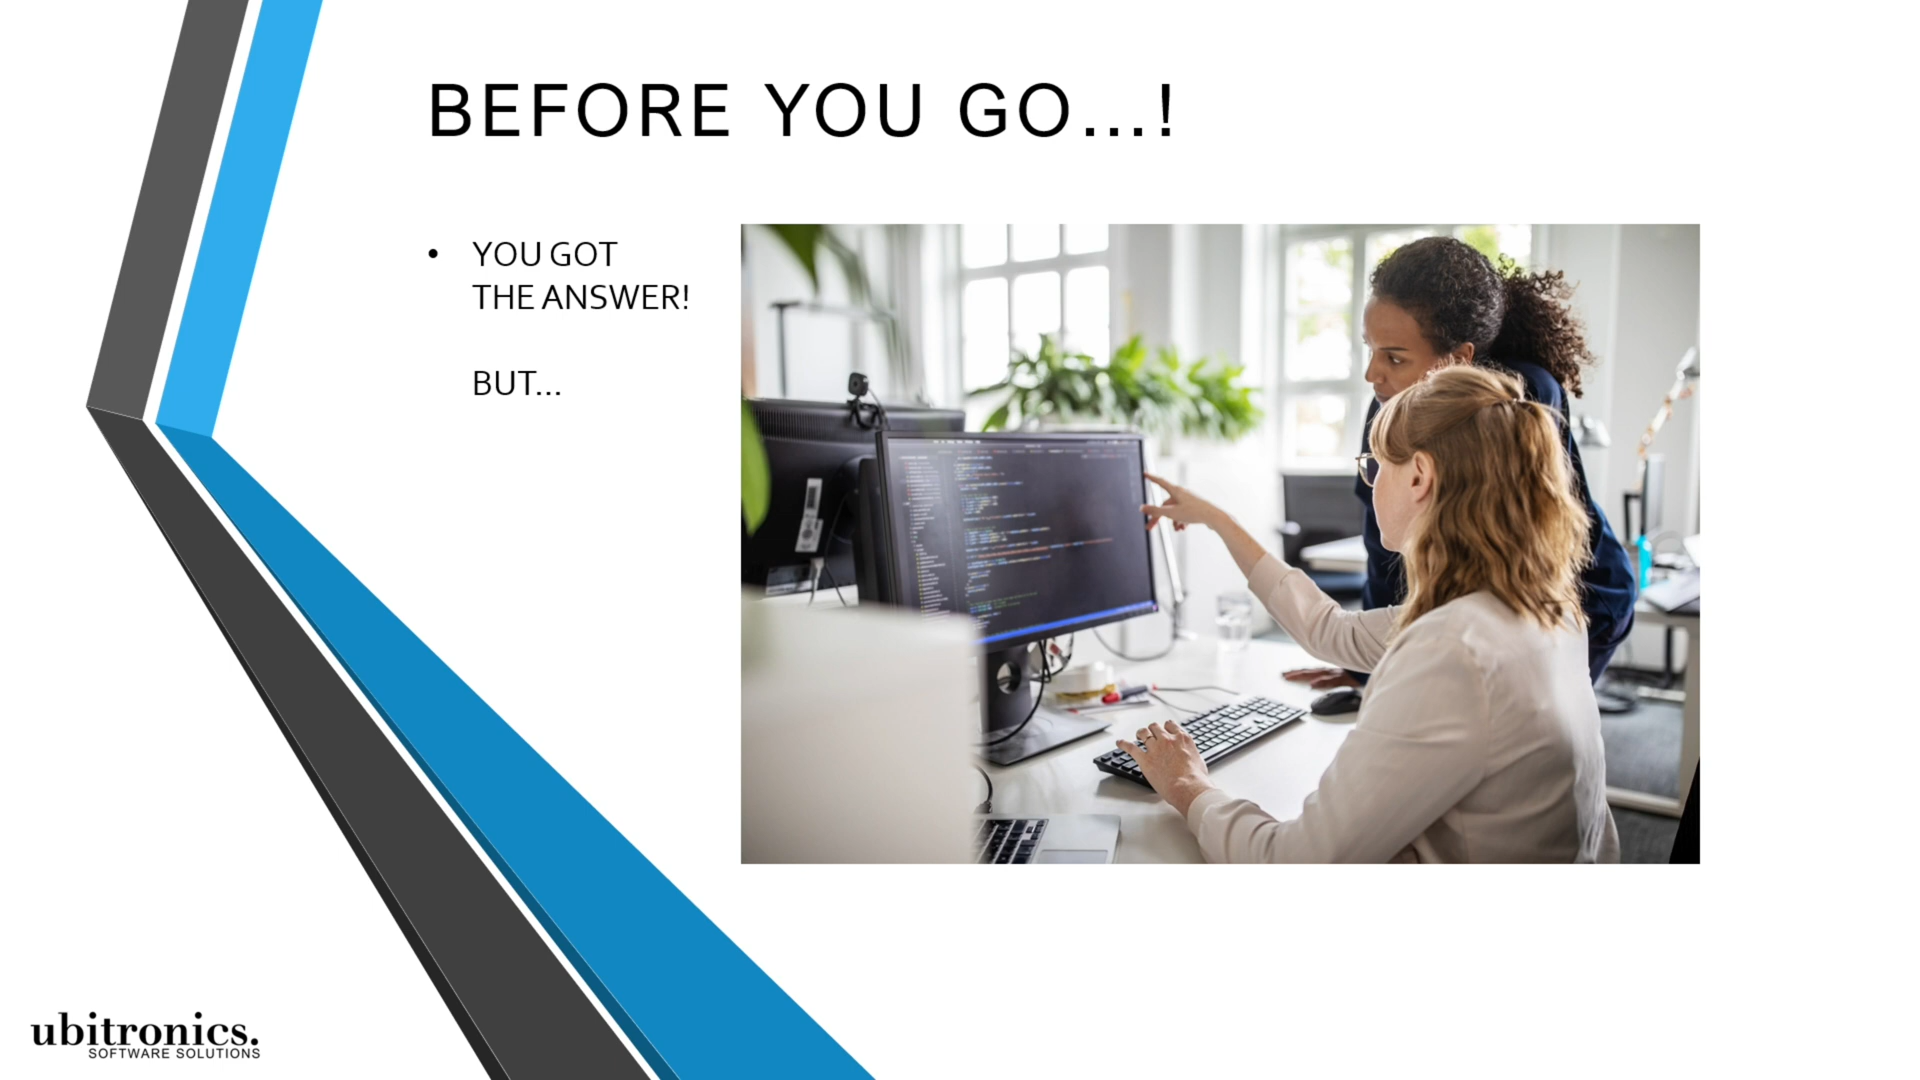 BEFORE YOU GO...!
• YOU GOT
THE ANSWER!
BUT...
ubitronics.
SOFTWARE SOLUTIONS